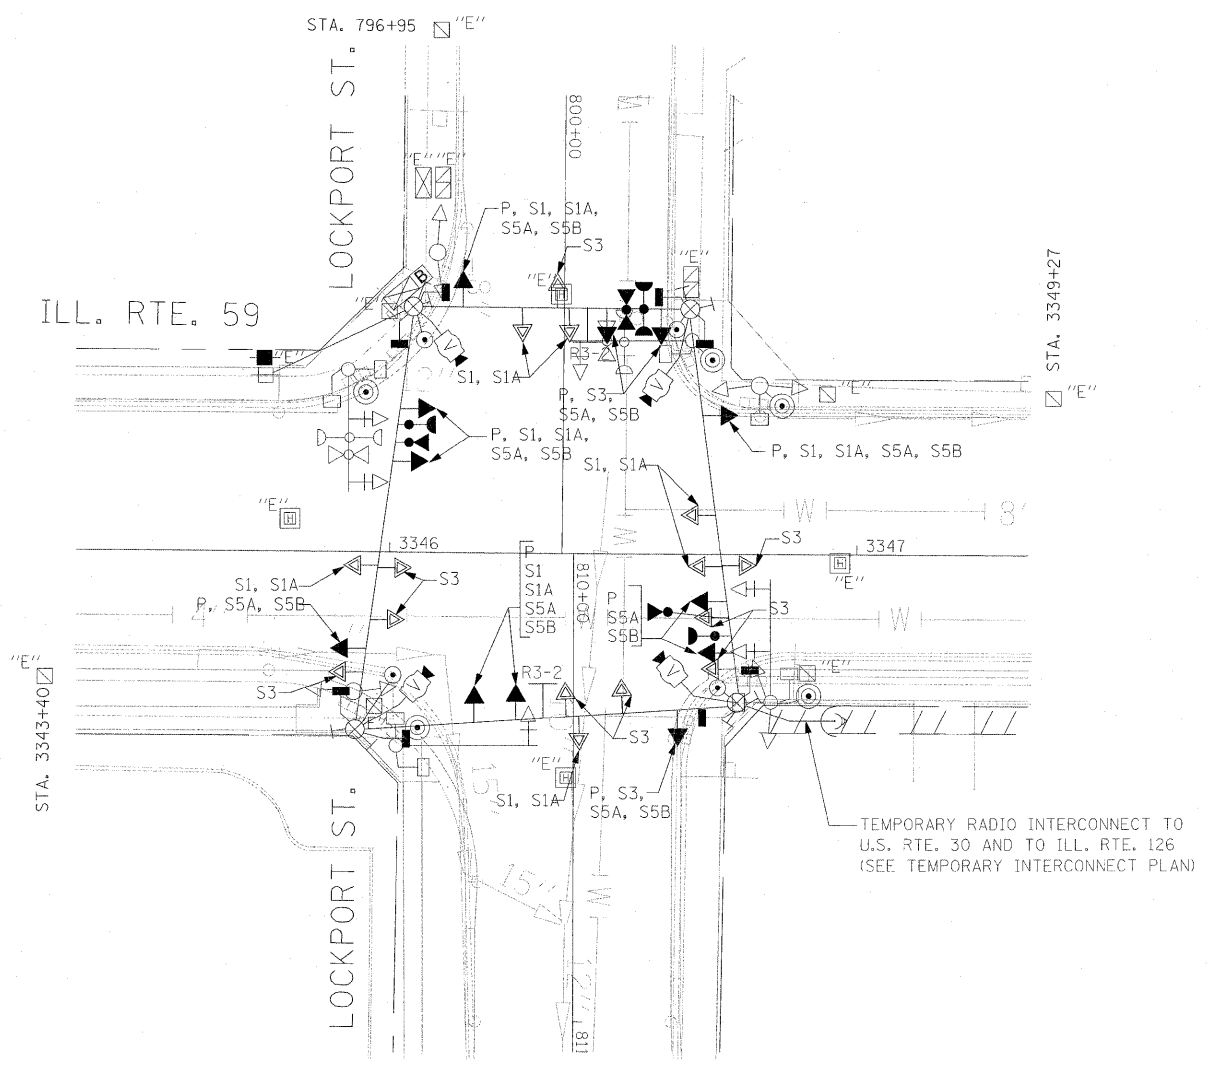 STA. 796+95
"E"
LOCKPORT ST.
800+00
W
"E"
"E"
P, S1, S1A,
S5A, S5B
S3
"E"
"E"
STA. 3349+27
ILL. RTE. 59
B
"E"
"E"
V
S1, S1A
R3-
V
P, S3,
S5A, S5B
"E"
"E"
P, S1, S1A,
S5A, S5B
P, S1, S1A, S5A, S5B
S1, S1A
"E"
H
H
W
8'
W
3346
S3
3347
H
"E"
P
S1
S1A
S5A
S5B
810+00
S1, S1A
S3
P, S5A, S5B
P
S5A
S5B
S3
W
"E"
STA. 3343+40
S3
V
R3-2
V
"E"
S3
"E"
H
S1, S1A
P, S3,
S5A, S5B
15'
LOCKPORT ST.
TEMPORARY RADIO INTERCONNECT TO
U.S. RTE. 30 AND TO ILL. RTE. 126
(SEE TEMPORARY INTERCONNECT PLAN)
15"
W
12"
811